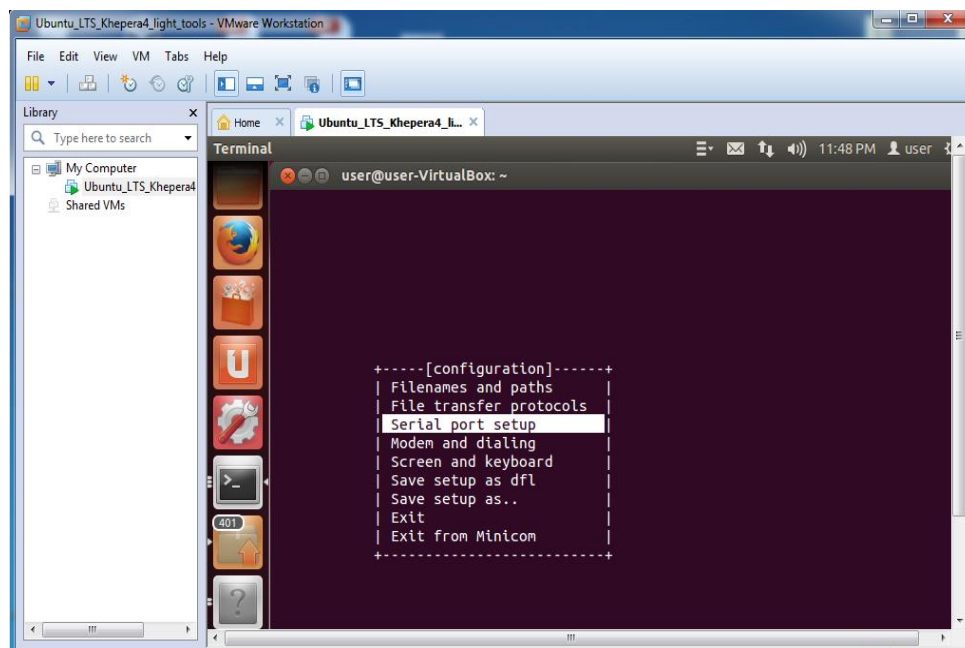 Ubuntu_LTS_Khepera4_light_tools - VMware Workstation
File Edit View VM Tabs Help
Library
Type here to search
My Computer
Ubuntu_LTS_Khepera4
Shared VMs
Home
Ubuntu_LTS_Khepera4_li...
Terminal
11:48 PM user
user@user-VirtualBox: ~
+-----[configuration]------+
| Filenames and paths |
| File transfer protocols |
| Serial port setup |
| Modem and dialing |
| Screen and keyboard |
| Save setup as dfl |
| Save setup as.. |
| Exit |
| Exit from Minicom |
+--------------------------+
>_
401